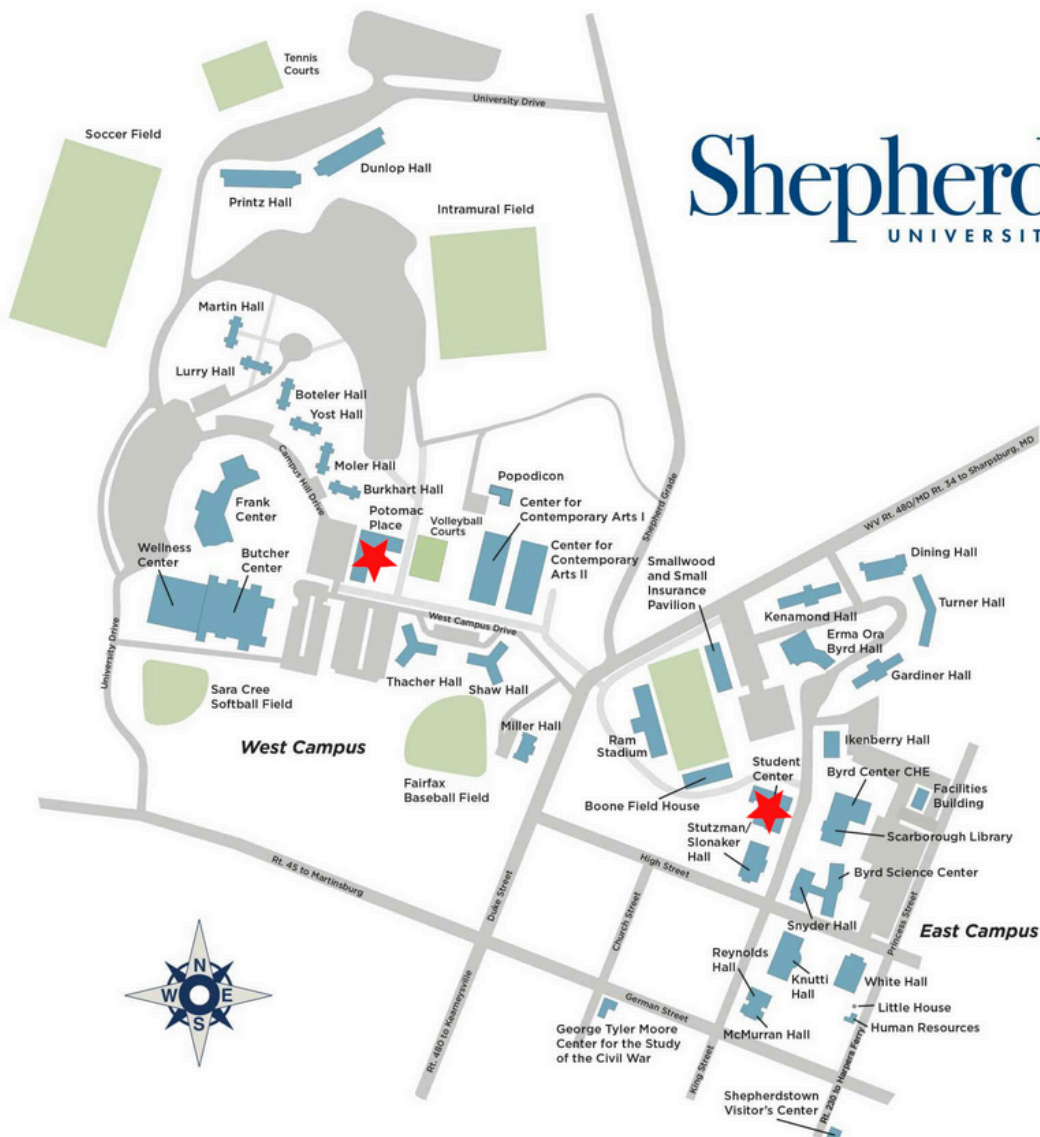 Tennis
Courts
University Drive
Soccer Field
Dunlop Hall
Printz Hall
Intramural Field
Shepherd
UNIVERSIT
Martin Hall
Lurry Hall
Boteler Hall
Yost Hall
Campus Hill Drive
Moler Hall
Burkhart Hall
Frank
Center
Potomac
Place
Volleyball
Courts
Popodicon
Center for
Contemporary Arts I
Center for
Contemporary
Arts II
Shepherd Grade
WV Rt. 480/MD Rt. 34 to Sharpsburg, MD
Wellness
Center
Butcher
Center
Smallwood
and Small
Insurance
Pavilion
Dining Hall
Kenamond Hall
Turner Hall
Erma Ora
Byrd Hall
Gardiner Hall
University Drive
West Campus Drive
Thacher Hall
Shaw Hall
Sara Cree
Softball Field
West Campus
Miller Hall
Fairfax
Baseball Field
Ram
Stadium
Boone Field House
Student
Center
Ikenberry Hall
Byrd Center CHE
Facilities
Building
Scarborough Library
Stutzman/
Slonaker
Hall
Byrd Science Center
Snyder Hall
East Campus
Rt. 45 to Martinsburg
High Street
Duke Street
Church Street
Princess Street
Reynolds
Hall
Knutti
Hall
White Hall
Little House
Human Resources
McMurran Hall
German Street
George Tyler Moore
Center for the Study
of the Civil War
Rt. 480 to Kearneysville
King Street
Rt. 230 to Harpers Ferry
Shepherdstown
Visitor's Center
N
W
E
S